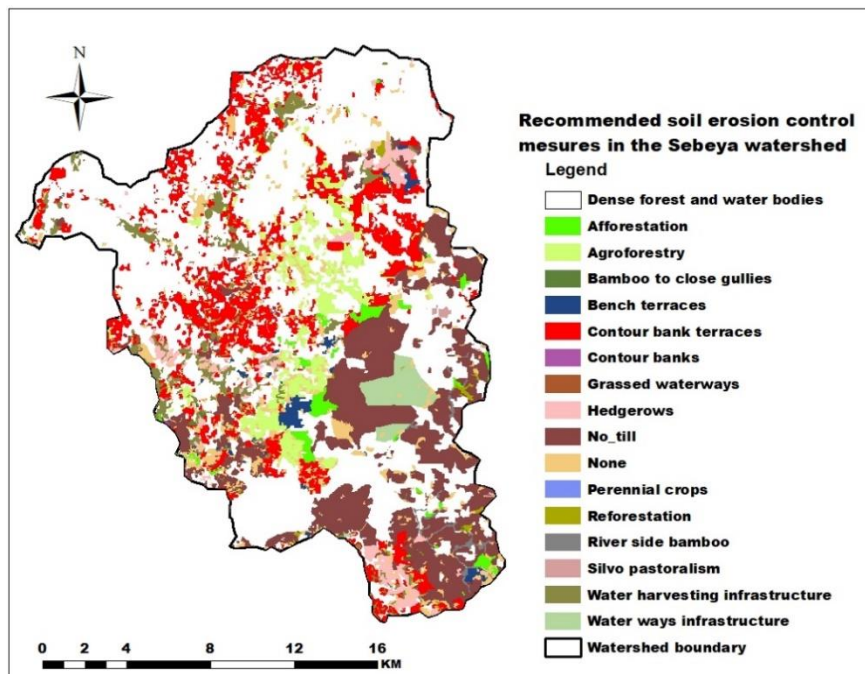 N
Recommended soil erosion control
mesures in the Sebeya watershed
Legend
Dense forest and water bodies
Afforestation
Agroforestry
Bamboo to close gullies
Bench terraces
Contour bank terraces
Contour banks
Grassed waterways
Hedgerows
No_till
None
Perennial crops
Reforestation
River side bamboo
Silvo pastoralism
Water harvesting infrastructure
Water ways infrastructure
Watershed boundary
0 2 4 8 12 16
KM